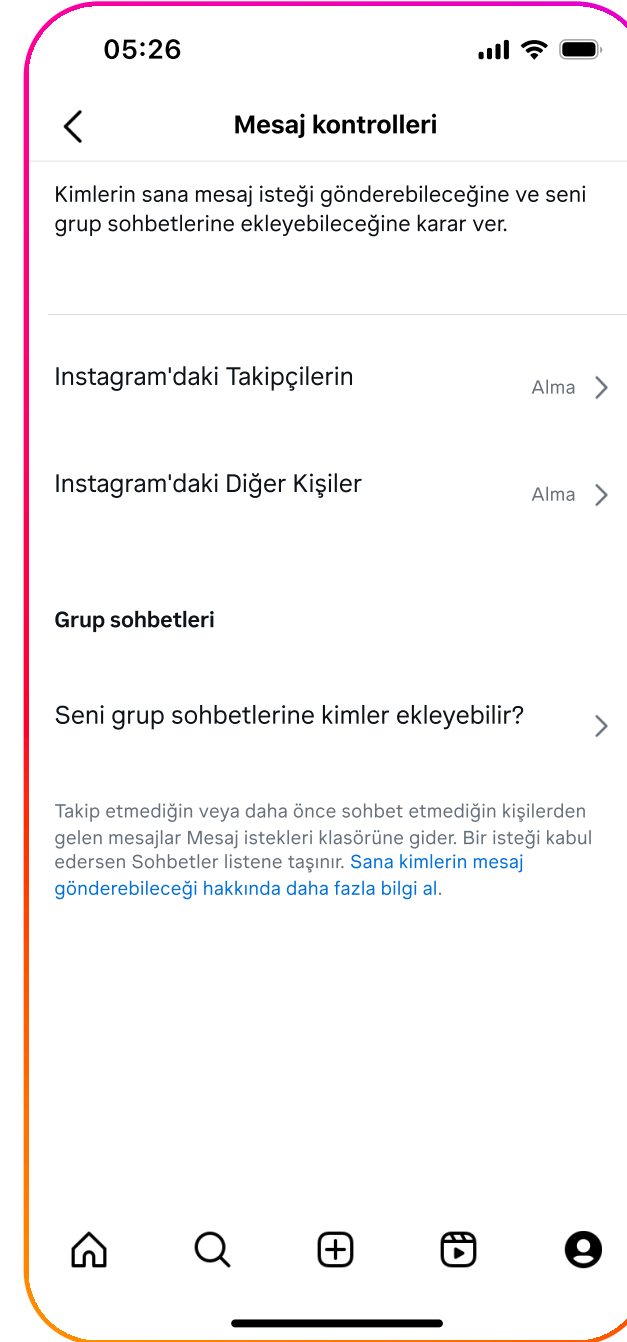 05:26
Mesaj kontrolleri
Kimlerin sana mesaj isteği gönderebileceğine ve seni
grup sohbetlerine ekleyebileceğine karar ver.
Instagram'daki Takipçilerin
Alma
Instagram'daki Diğer Kişiler
Alma
Grup sohbetleri
Seni grup sohbetlerine kimler ekleyebilir?
Takip etmediğin veya daha önce sohbet etmediğin kişilerden
gelen mesajlar Mesaj istekleri klasörüne gider. Bir isteği kabul
edersen Sohbetler listene taşınır. Sana kimlerin mesaj
gönderebileceği hakkında daha fazla bilgi al.